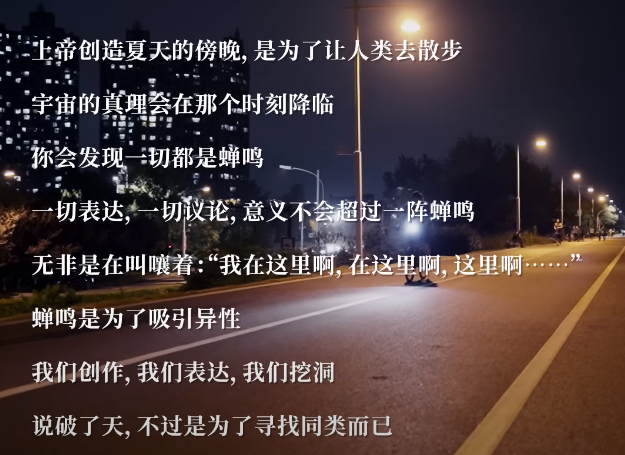 上帝创造夏天的傍晚, 是为了让人类去散步
宇宙的真理会在那个时刻降临
你会发现一切都是蝉鸣
一切表达, 一切议论, 意义不会超过一阵蝉鸣
无非是在叫嚷着:“我在这里啊, 在这里啊, 这里啊······”
蝉鸣是为了吸引异性
我们创作, 我们表达, 我们挖洞
说破了天, 不过是为了寻找同类而已